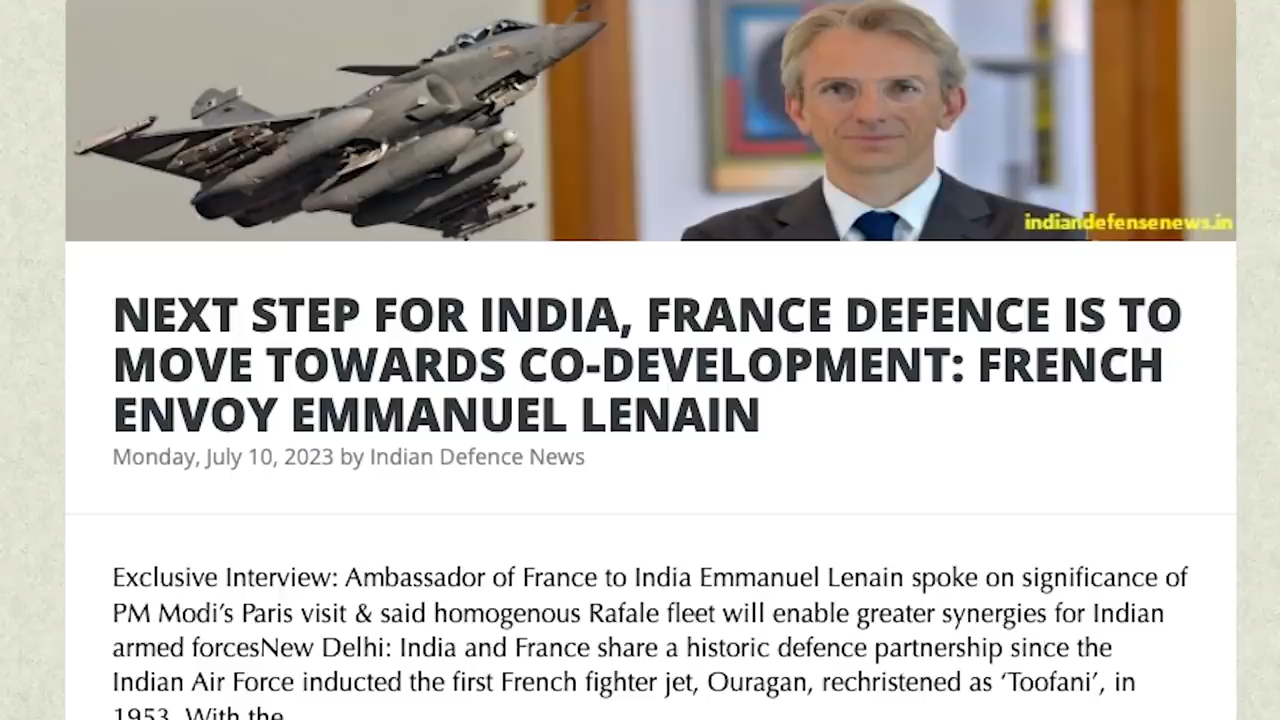 indiandefensenews.in
NEXT STEP FOR INDIA, FRANCE DEFENCE IS TO
MOVE TOWARDS CO-DEVELOPMENT: FRENCH
ENVOY EMMANUEL LENAIN
Monday, July 10, 2023 by Indian Defence News
Exclusive Interview: Ambassador of France to India Emmanuel Lenain spoke on significance of
PM Modi’s Paris visit & said homogenous Rafale fleet will enable greater synergies for Indian
armed forcesNew Delhi: India and France share a historic defence partnership since the
Indian Air Force inducted the first French fighter jet, Ouragan, rechristened as ‘Toofani’, in
1953. With the